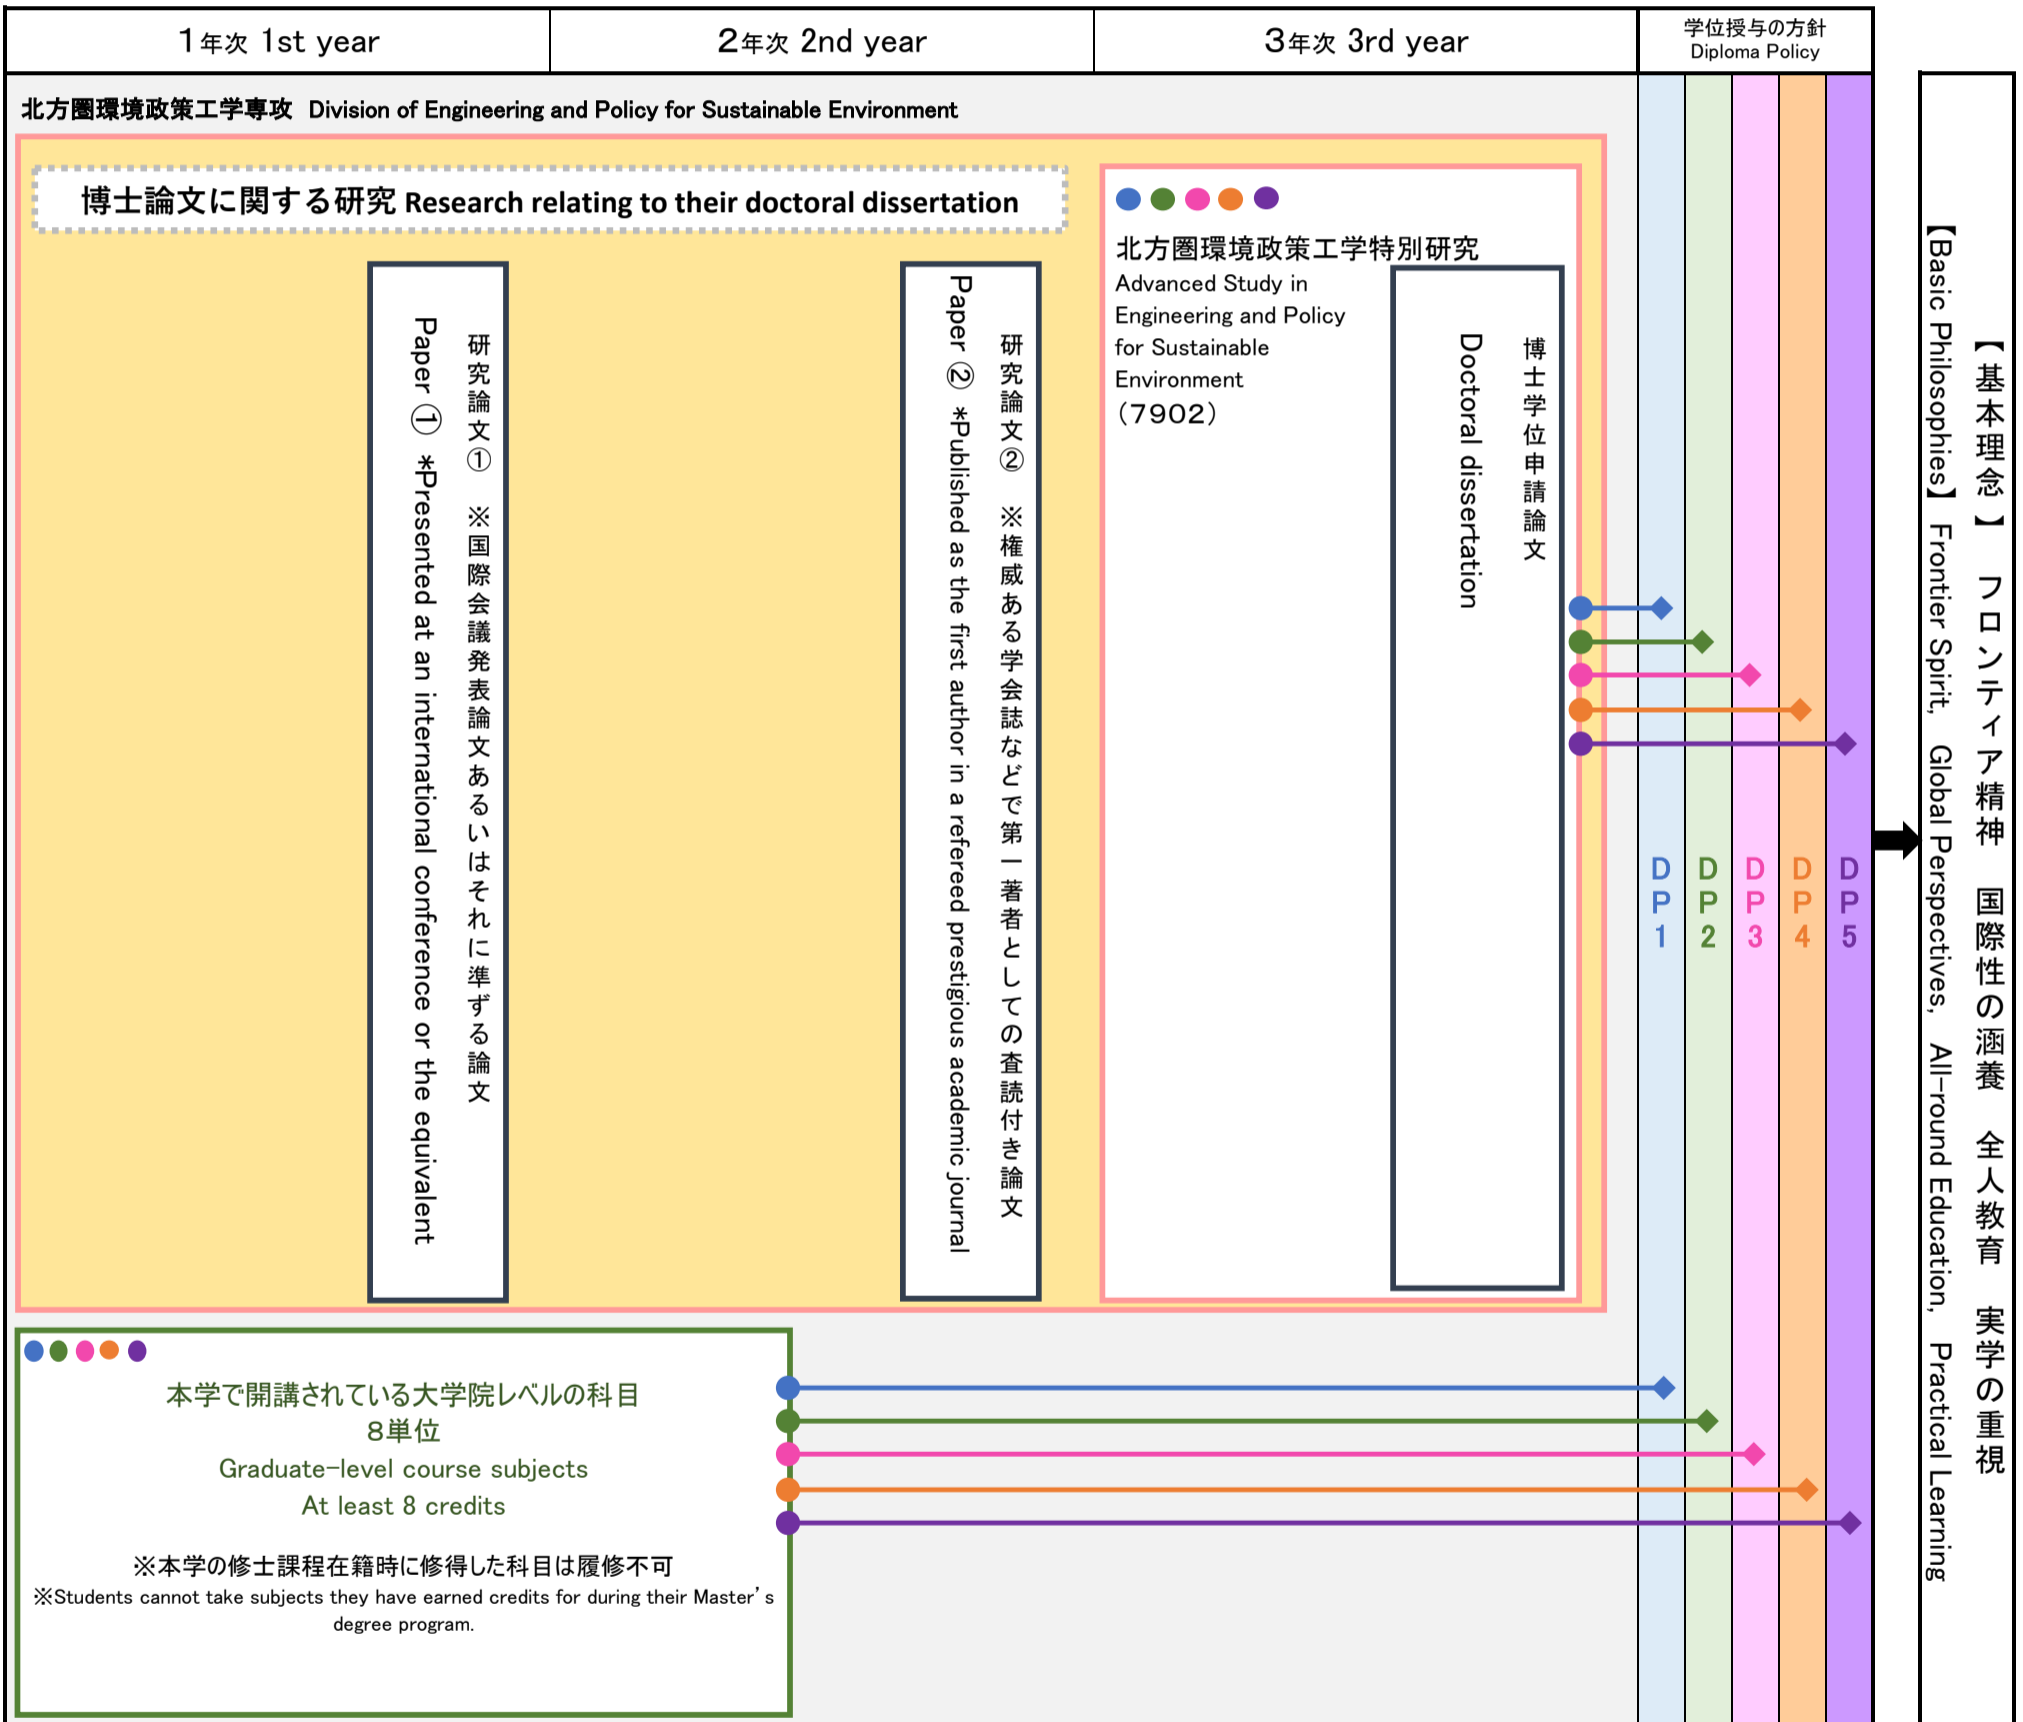 1年次 1st year
2年次 2nd year
3年次 3rd year
学位授与の方針
Diploma Policy
北方圏環境政策工学専攻 Division of Engineering and Policy for Sustainable Environment
博士論文に関する研究 Research relating to their doctoral dissertation
研究論文① ※国際会議発表論文あるいはそれに準ずる論文
Paper ① *Presented at an international conference or the equivalent
研究論文② ※権威ある学会誌などで第一著者としての査読付き論文
Paper ② *Published as the first author in a refereed prestigious academic journal
北方圏環境政策工学特別研究
Advanced Study in
Engineering and Policy
for Sustainable
Environment
(7902)
博士学位申請論文
Doctoral dissertation
DP1
DP2
DP3
DP4
DP5
【基本理念】 フロンティア精神 国際性の涵養 全人教育 実学の重視
【Basic Philosophies】 Frontier Spirit, Global Perspectives, All-round Education, Practical Learning
本学で開講されている大学院レベルの科目
8単位
Graduate-level course subjects
At least 8 credits
※本学の修士課程在籍時に修得した科目は履修不可
※Students cannot take subjects they have earned credits for during their Master's
degree program.